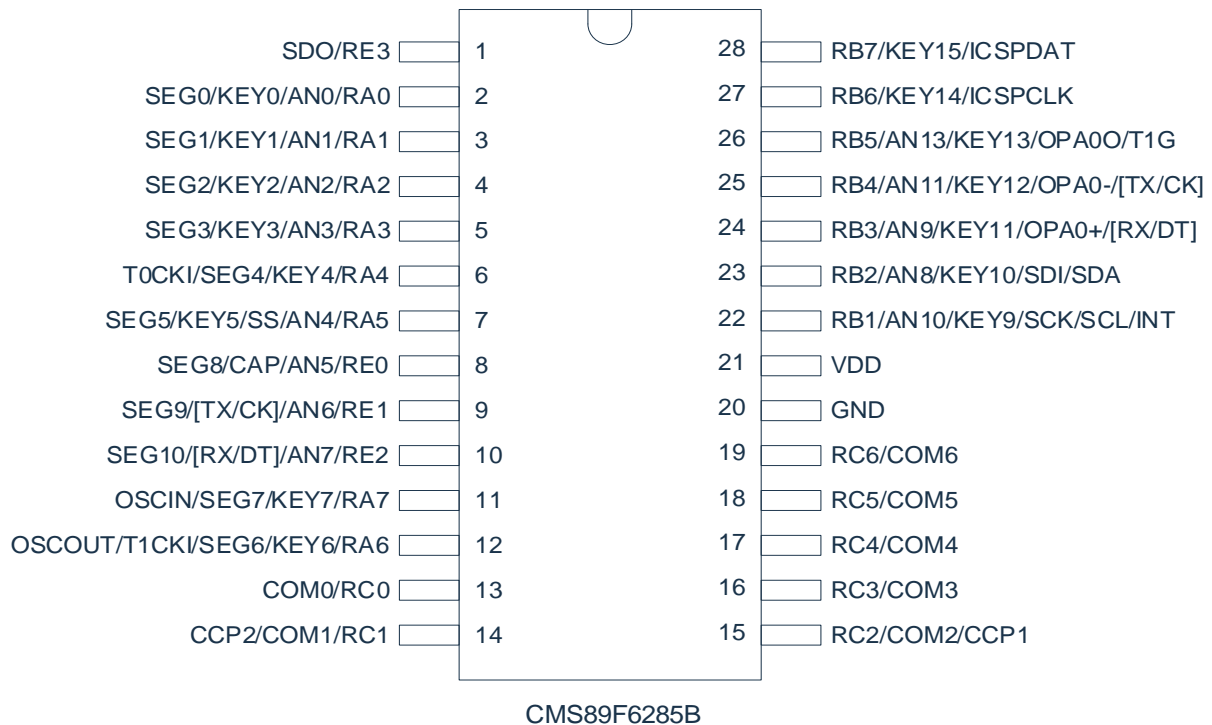 SDO/RE3 1 28 RB7/KEY15/ICSPDAT
SEG0/KEY0/AN0/RA0 2 27 RB6/KEY14/ICSPCLK
SEG1/KEY1/AN1/RA1 3 26 RB5/AN13/KEY13/OPA0O/T1G
SEG2/KEY2/AN2/RA2 4 25 RB4/AN11/KEY12/OPA0-/[TX/CK]
SEG3/KEY3/AN3/RA3 5 24 RB3/AN9/KEY11/OPA0+/[RX/DT]
T0CKI/SEG4/KEY4/RA4 6 23 RB2/AN8/KEY10/SDI/SDA
SEG5/KEY5/SS/AN4/RA5 7 22 RB1/AN10/KEY9/SCK/SCL/INT
SEG8/CAP/AN5/RE0 8 21 VDD
SEG9/[TX/CK]/AN6/RE1 9 20 GND
SEG10/[RX/DT]/AN7/RE2 10 19 RC6/COM6
OSCIN/SEG7/KEY7/RA7 11 18 RC5/COM5
OSCOUT/T1CKI/SEG6/KEY6/RA6 12 17 RC4/COM4
COM0/RC0 13 16 RC3/COM3
CCP2/COM1/RC1 14 15 RC2/COM2/CCP1
CMS89F6285B